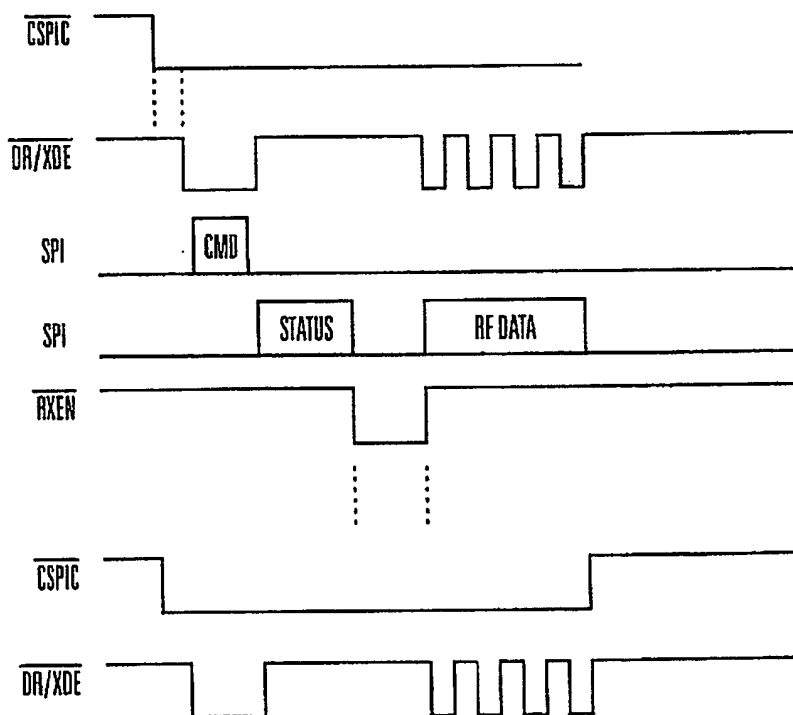 CSPIC
DR/XDE
SPI CMD
SPI STATUS RF DATA
RXEN
CSPIC
DR/XDE